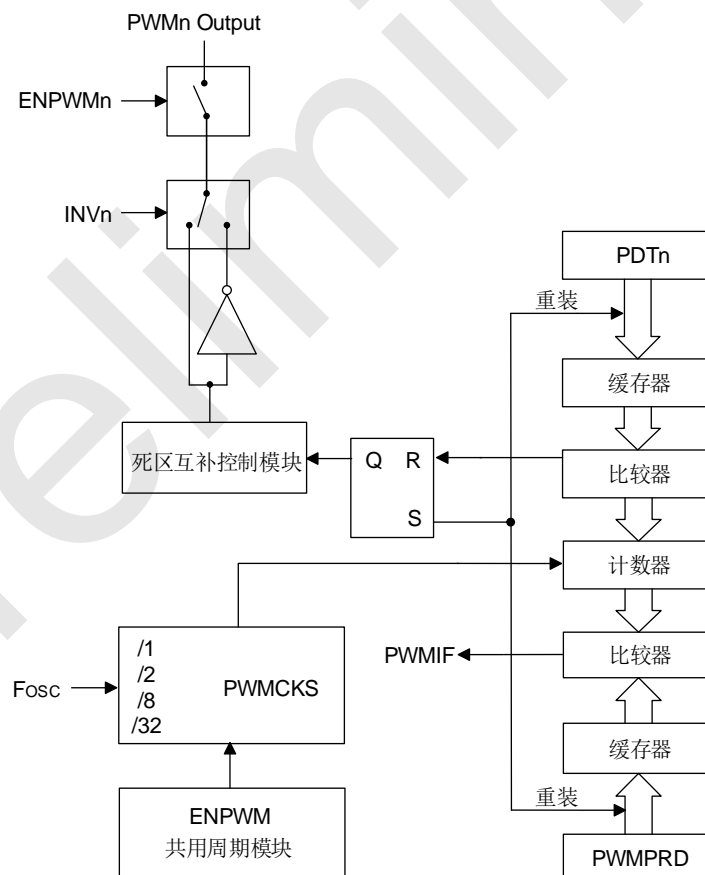 PWMn Output
ENPWMn
INVn
PDTn
重装
缓存器
死区互补控制模块
Q R
S
比较器
计数器
/1
/2
/8
/32
PWMCKS
Fosc
PWMIF
比较器
缓存器
ENPWM
共用周期模块
重装
PWMPRD
elimin